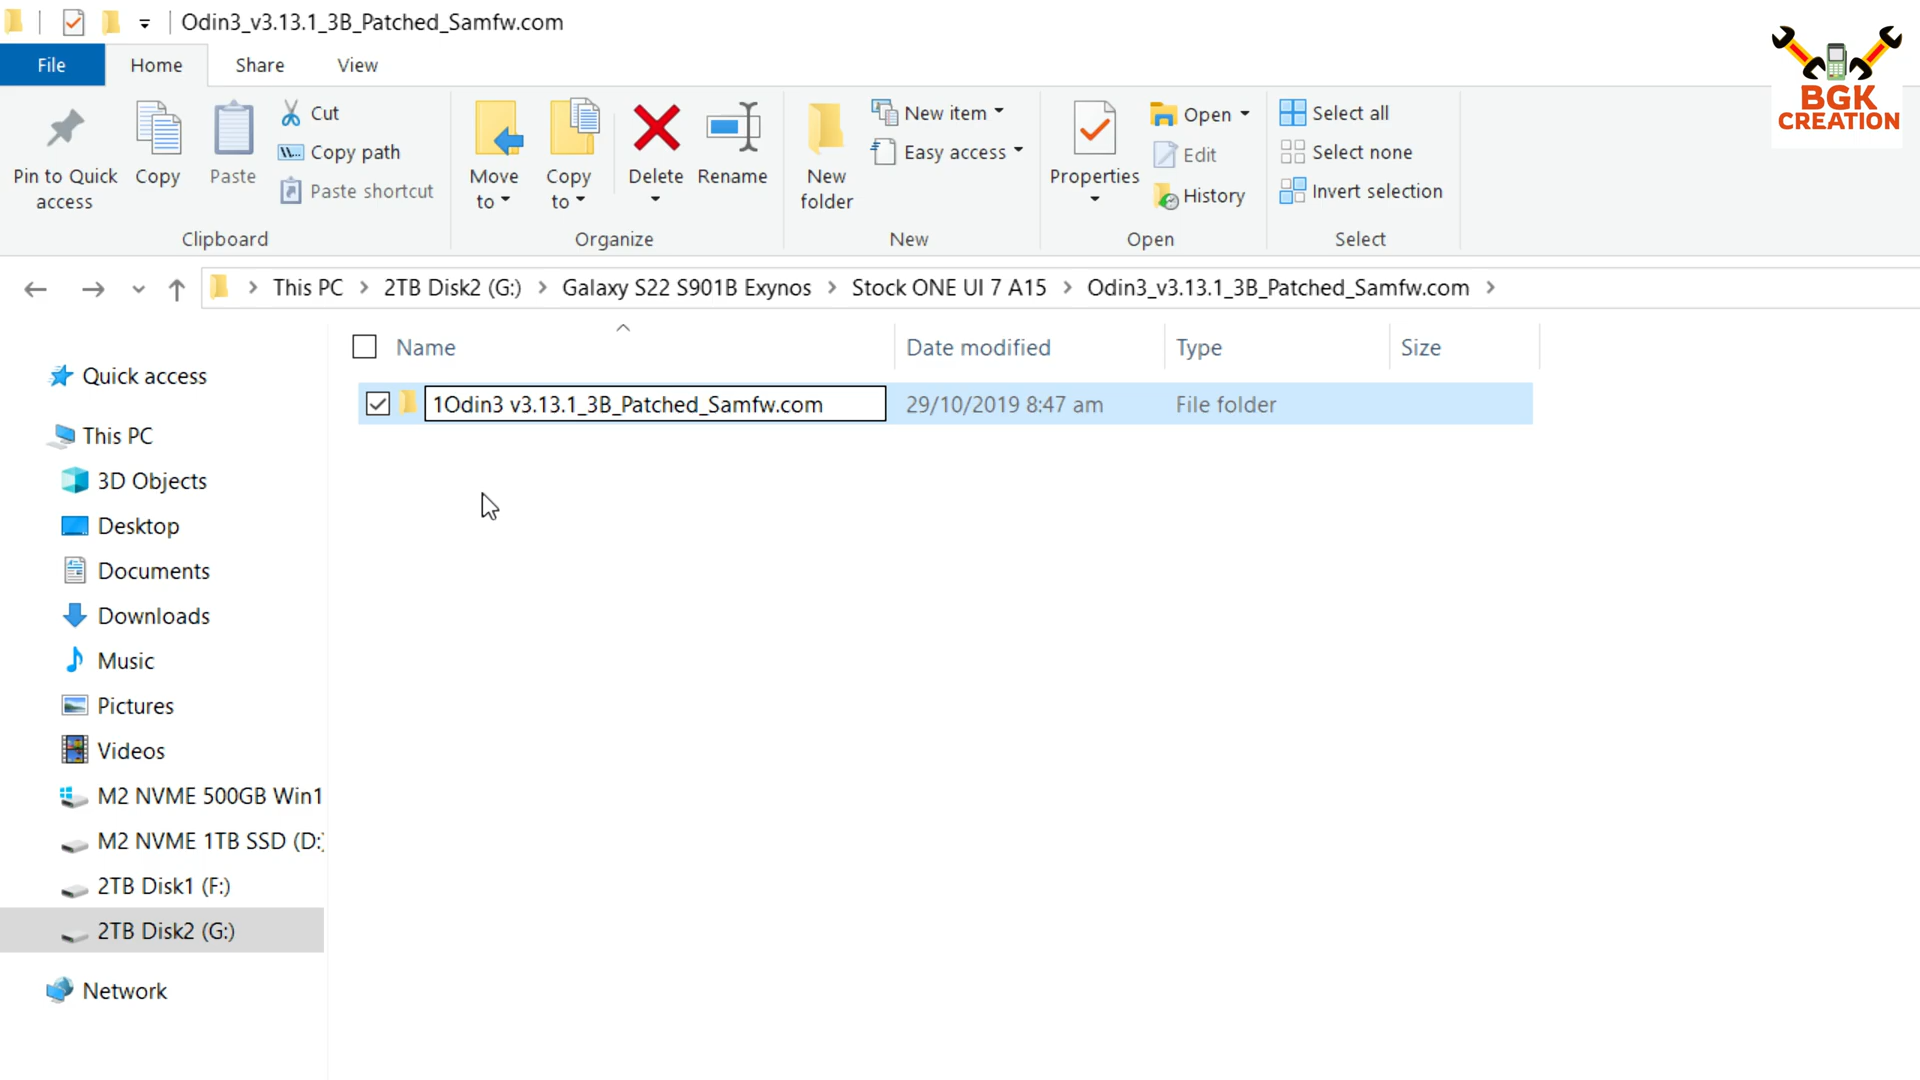 Odin3_v3.13.1_3B_Patched_Samfw.com
File Home Share View
Pin to Quick access
Copy
Paste
Cut
Copy path
Paste shortcut
Clipboard
Move to
Copy to
Delete
Rename
Organize
New folder
New item
Easy access
New
Properties
Open
Edit
History
Open
Select all
Select none
Invert selection
Select
BGK
CREATION
This PC 2TB Disk2 (G:) Galaxy S22 S901B Exynos Stock ONE UI 7 A15 Odin3_v3.13.1_3B_Patched_Samfw.com
Name Date modified Type Size
1Odin3 v3.13.1_3B_Patched_Samfw.com 29/10/2019 8:47 am File folder
Quick access
This PC
3D Objects
Desktop
Documents
Downloads
Music
Pictures
Videos
M2 NVME 500GB Win1
M2 NVME 1TB SSD (D:)
2TB Disk1 (F:)
2TB Disk2 (G:)
Network